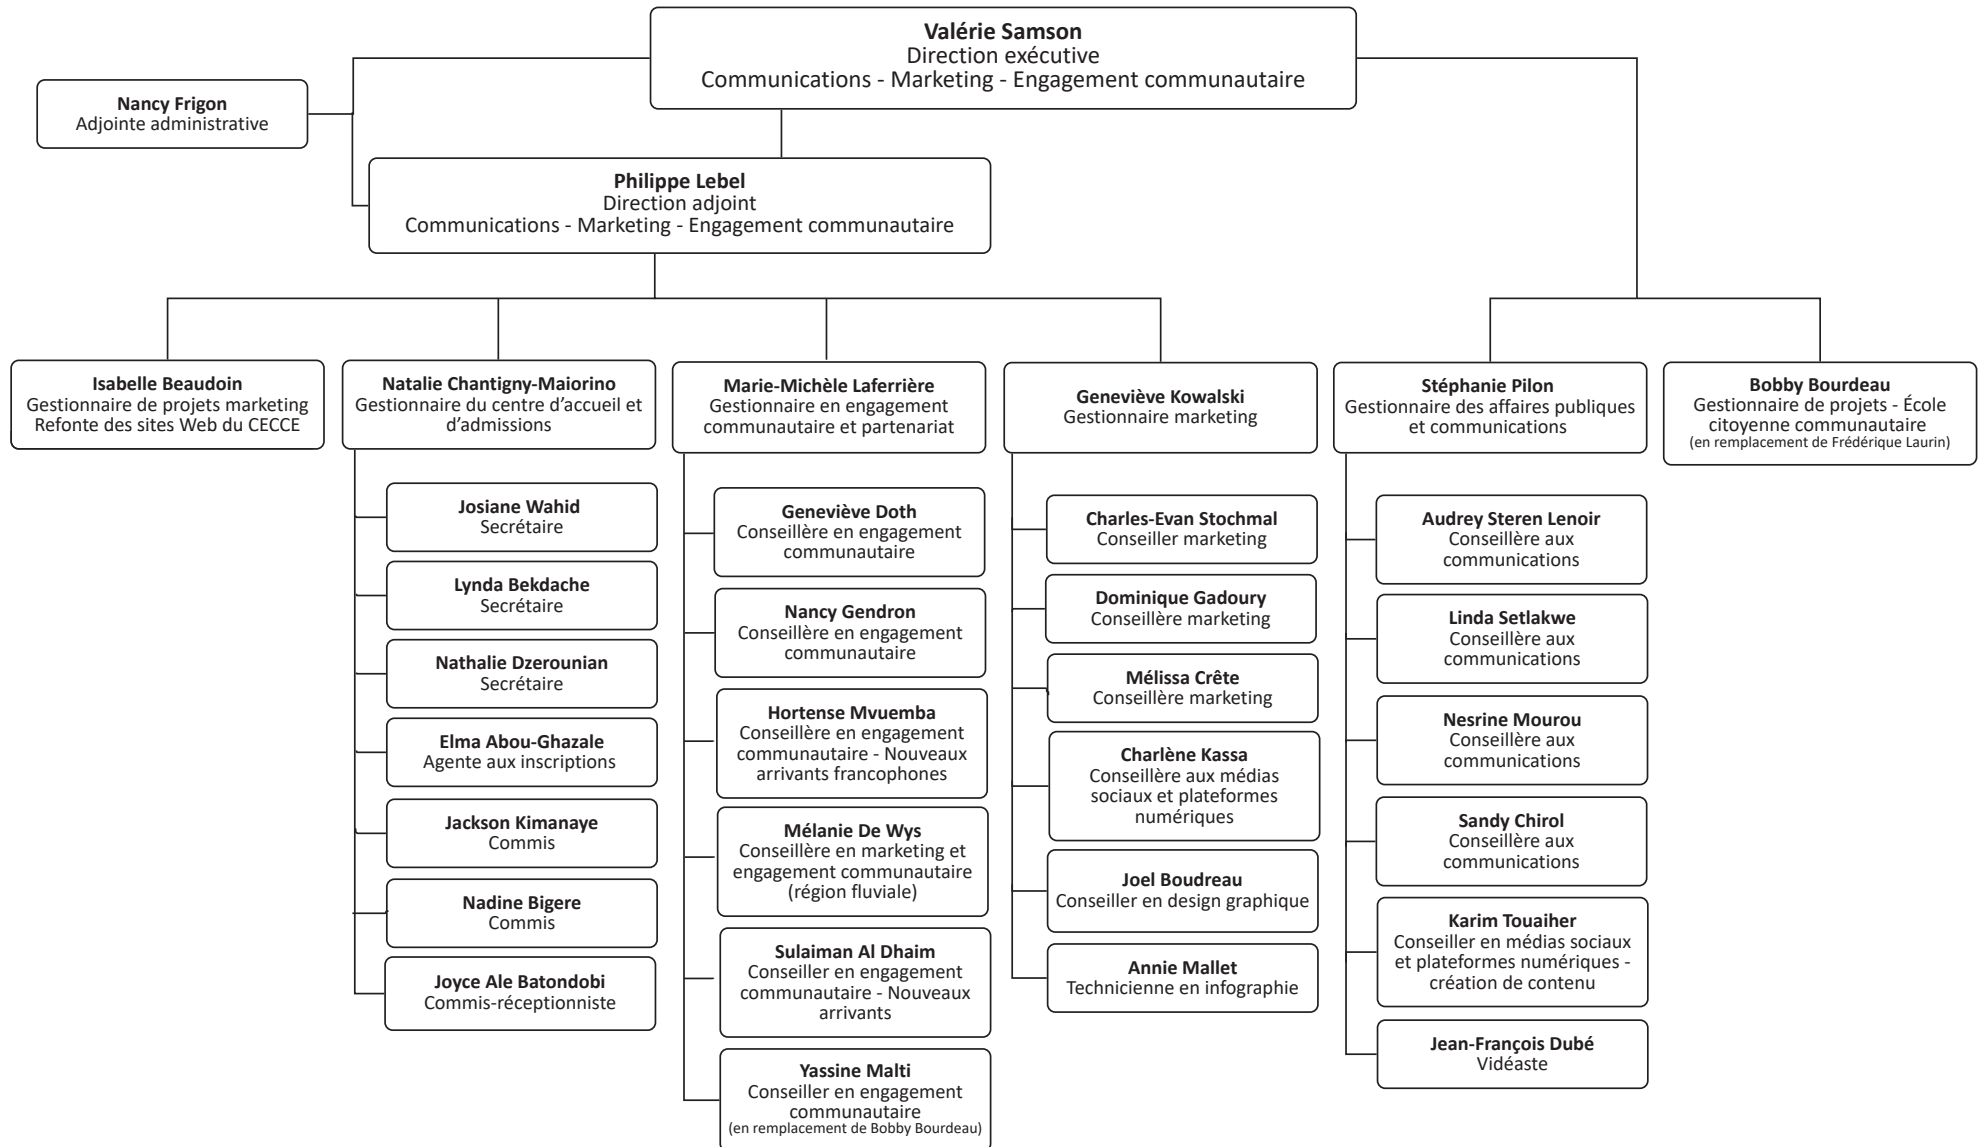 Valérie Samson
Direction exécutive
Communications - Marketing - Engagement communautaire
Nancy Frigon
Adjointe administrative
Philippe Lebel
Direction adjoint
Communications - Marketing - Engagement communautaire
Isabelle Beaudoin
Gestionnaire de projets marketing
Refonte des sites Web du CECCE
Natalie Chantigny-Maiorino
Gestionnaire du centre d’accueil et
d’admissions
Marie-Michèle Laferrière
Gestionnaire en engagement
communautaire et partenariat
Geneviève Kowalski
Gestionnaire marketing
Stéphanie Pilon
Gestionnaire des affaires publiques
et communications
Bobby Bourdeau
Gestionnaire de projets - École
citoyenne communautaire
(en remplacement de Frédérique Laurin)
Josiane Wahid
Secrétaire
Lynda Bekdache
Secrétaire
Nathalie Dzerounian
Secrétaire
Elma Abou-Ghazale
Agente aux inscriptions
Jackson Kimanaye
Commis
Nadine Bigere
Commis
Joyce Ale Batondobi
Commis-réceptionniste
Geneviève Doth
Conseillère en engagement
communautaire
Nancy Gendron
Conseillère en engagement
communautaire
Hortense Mvuemba
Conseillère en engagement
communautaire - Nouveaux
arrivants francophones
Mélanie De Wys
Conseillère en marketing et
engagement communautaire
(région fluviale)
Sulaiman Al Dhaim
Conseiller en engagement
communautaire - Nouveaux
arrivants
Yassine Malti
Conseiller en engagement
communautaire
(en remplacement de Bobby Bourdeau)
Charles-Evan Stochmal
Conseiller marketing
Dominique Gadoury
Conseillère marketing
Mélissa Crête
Conseillère marketing
Charlène Kassa
Conseillère aux médias
sociaux et plateformes
numériques
Joel Boudreau
Conseiller en design graphique
Annie Mallet
Technicienne en infographie
Audrey Steren Lenoir
Conseillère aux
communications
Linda Setlakwe
Conseillère aux
communications
Nesrine Mourou
Conseillère aux
communications
Sandy Chirol
Conseillère aux
communications
Karim Touaiher
Conseiller en médias sociaux
et plateformes numériques -
création de contenu
Jean-François Dubé
Vidéaste